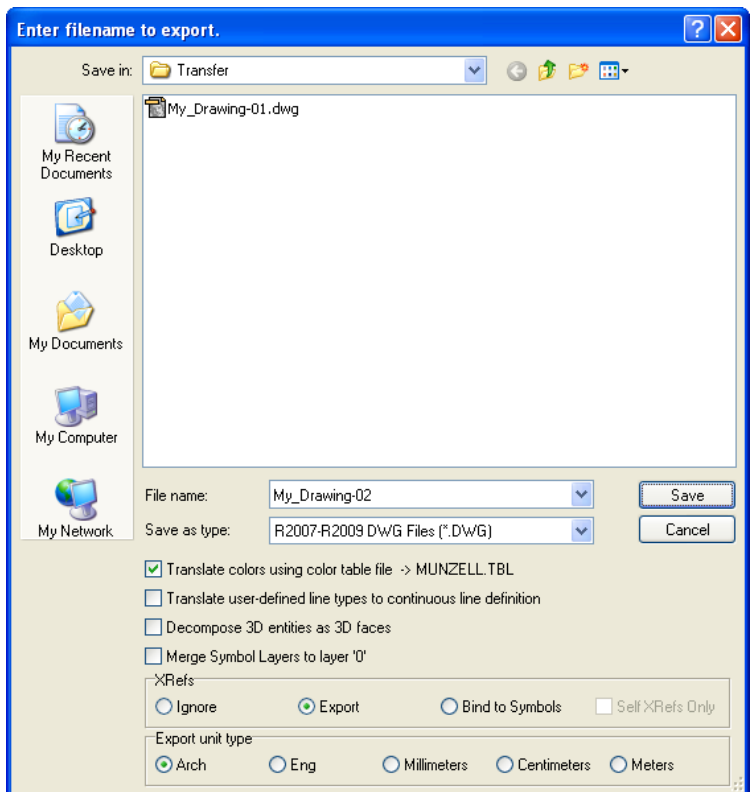 Enter filename to export.
Save in: Transfer
My_Drawing-01.dwg
My Recent
Documents
Desktop
My Documents
My Computer
My Network
File name: My_Drawing-02 Save
Save as type: R2007-R2009 DWG Files (*.DWG) Cancel
Translate colors using color table file -> MUNZELL.TBL
Translate user-defined line types to continuous line definition
Decompose 3D entities as 3D faces
Merge Symbol Layers to layer '0'
XRefs
Ignore Export Bind to Symbols Self XRefs Only
Export unit type
Arch Eng Millimeters Centimeters Meters